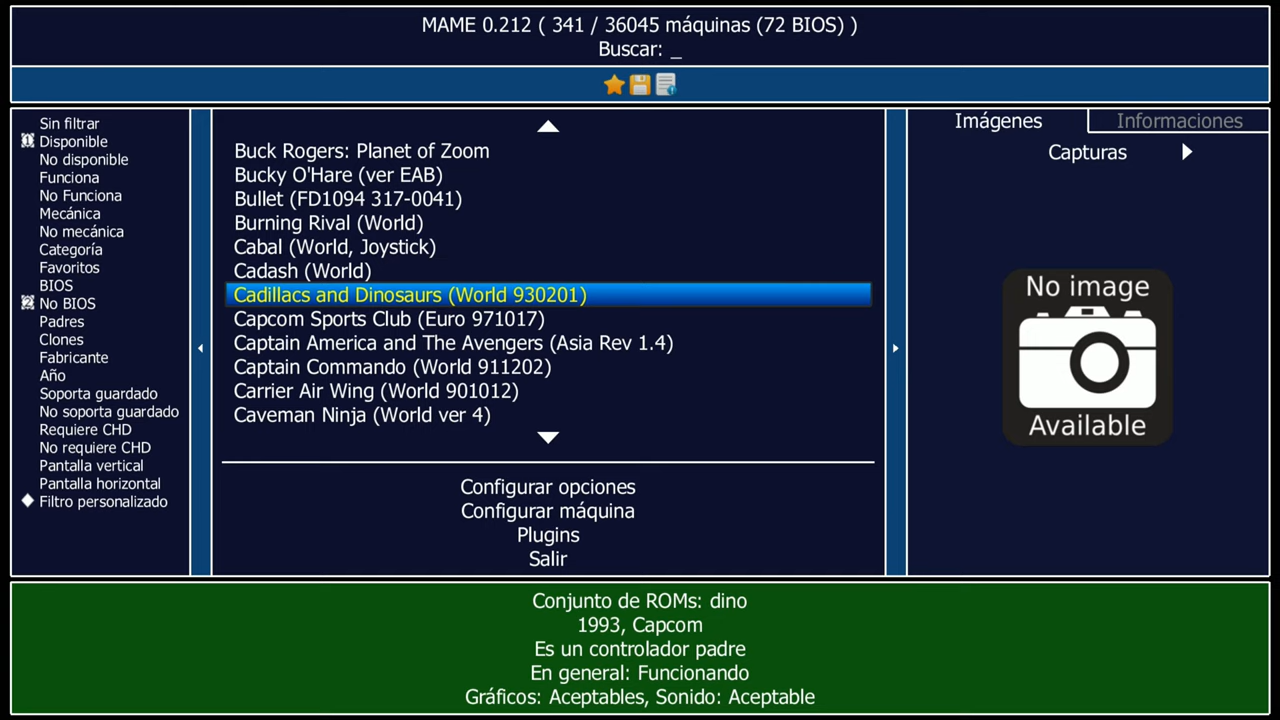 MAME 0.212 ( 341 / 36045 máquinas (72 BIOS) )
Buscar: _
Sin filtrar
Disponible
No disponible
Funciona
No Funciona
Mecánica
No mecánica
Categoría
Favoritos
BIOS
No BIOS
Padres
Clones
Fabricante
Año
Soporta guardado
No soporta guardado
Requiere CHD
No requiere CHD
Pantalla vertical
Pantalla horizontal
Filtro personalizado
Buck Rogers: Planet of Zoom
Bucky O'Hare (ver EAB)
Bullet (FD1094 317-0041)
Burning Rival (World)
Cabal (World, Joystick)
Cadash (World)
Cadillacs and Dinosaurs (World 930201)
Capcom Sports Club (Euro 971017)
Captain America and The Avengers (Asia Rev 1.4)
Captain Commando (World 911202)
Carrier Air Wing (World 901012)
Caveman Ninja (World ver 4)
Configurar opciones
Configurar máquina
Plugins
Salir
Imágenes
Informaciones
Capturas
No image
Available
Conjunto de ROMs: dino
1993, Capcom
Es un controlador padre
En general: Funcionando
Gráficos: Aceptables, Sonido: Aceptable